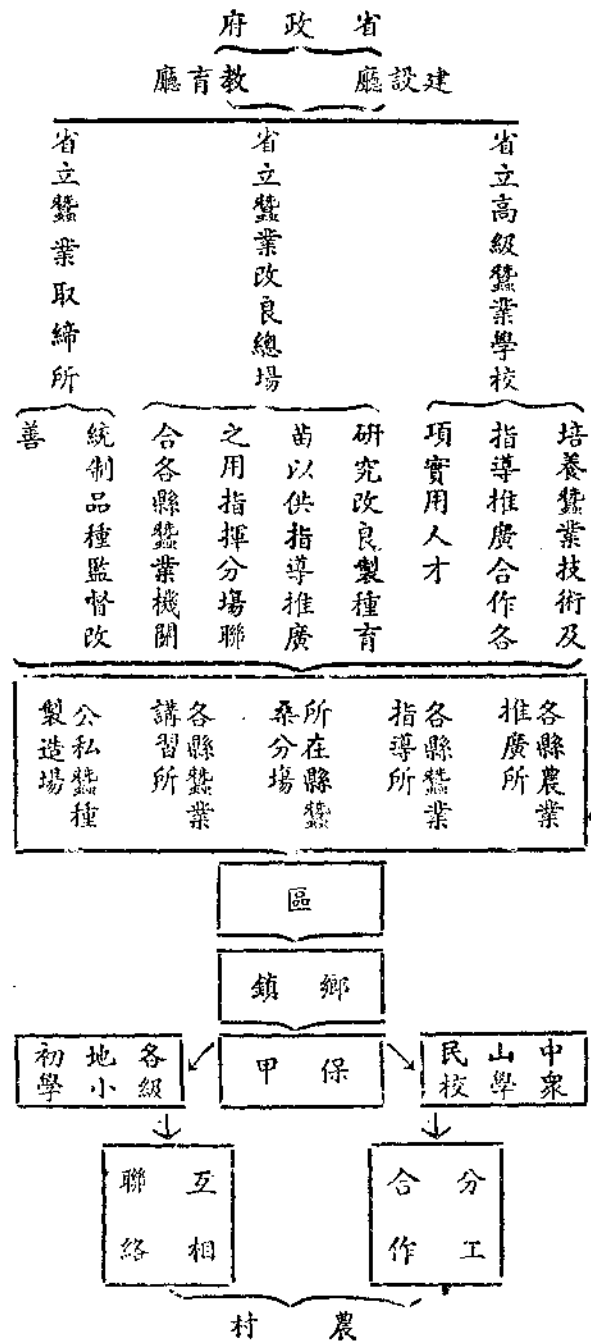 省政府
建設廳
教育廳
省立高級蠶業學校
省立蠶業改良總場
省立蠶業取締所
培養蠶業技術及
指導推廣合作各
項實用人才
研究改良製種育
苗以供指導推廣
之用指揮分場聯
合各縣蠶業機關
統制品種監督改
善
各縣農業
推廣所
各縣蠶業
指導所
所在縣蠶
桑分場
各縣蠶業
講習所
公私蠶種
製造場
區
鄉鎮
保甲
中山民
眾學校
各地初
級小學
分工
合作
互相
聯絡
農村